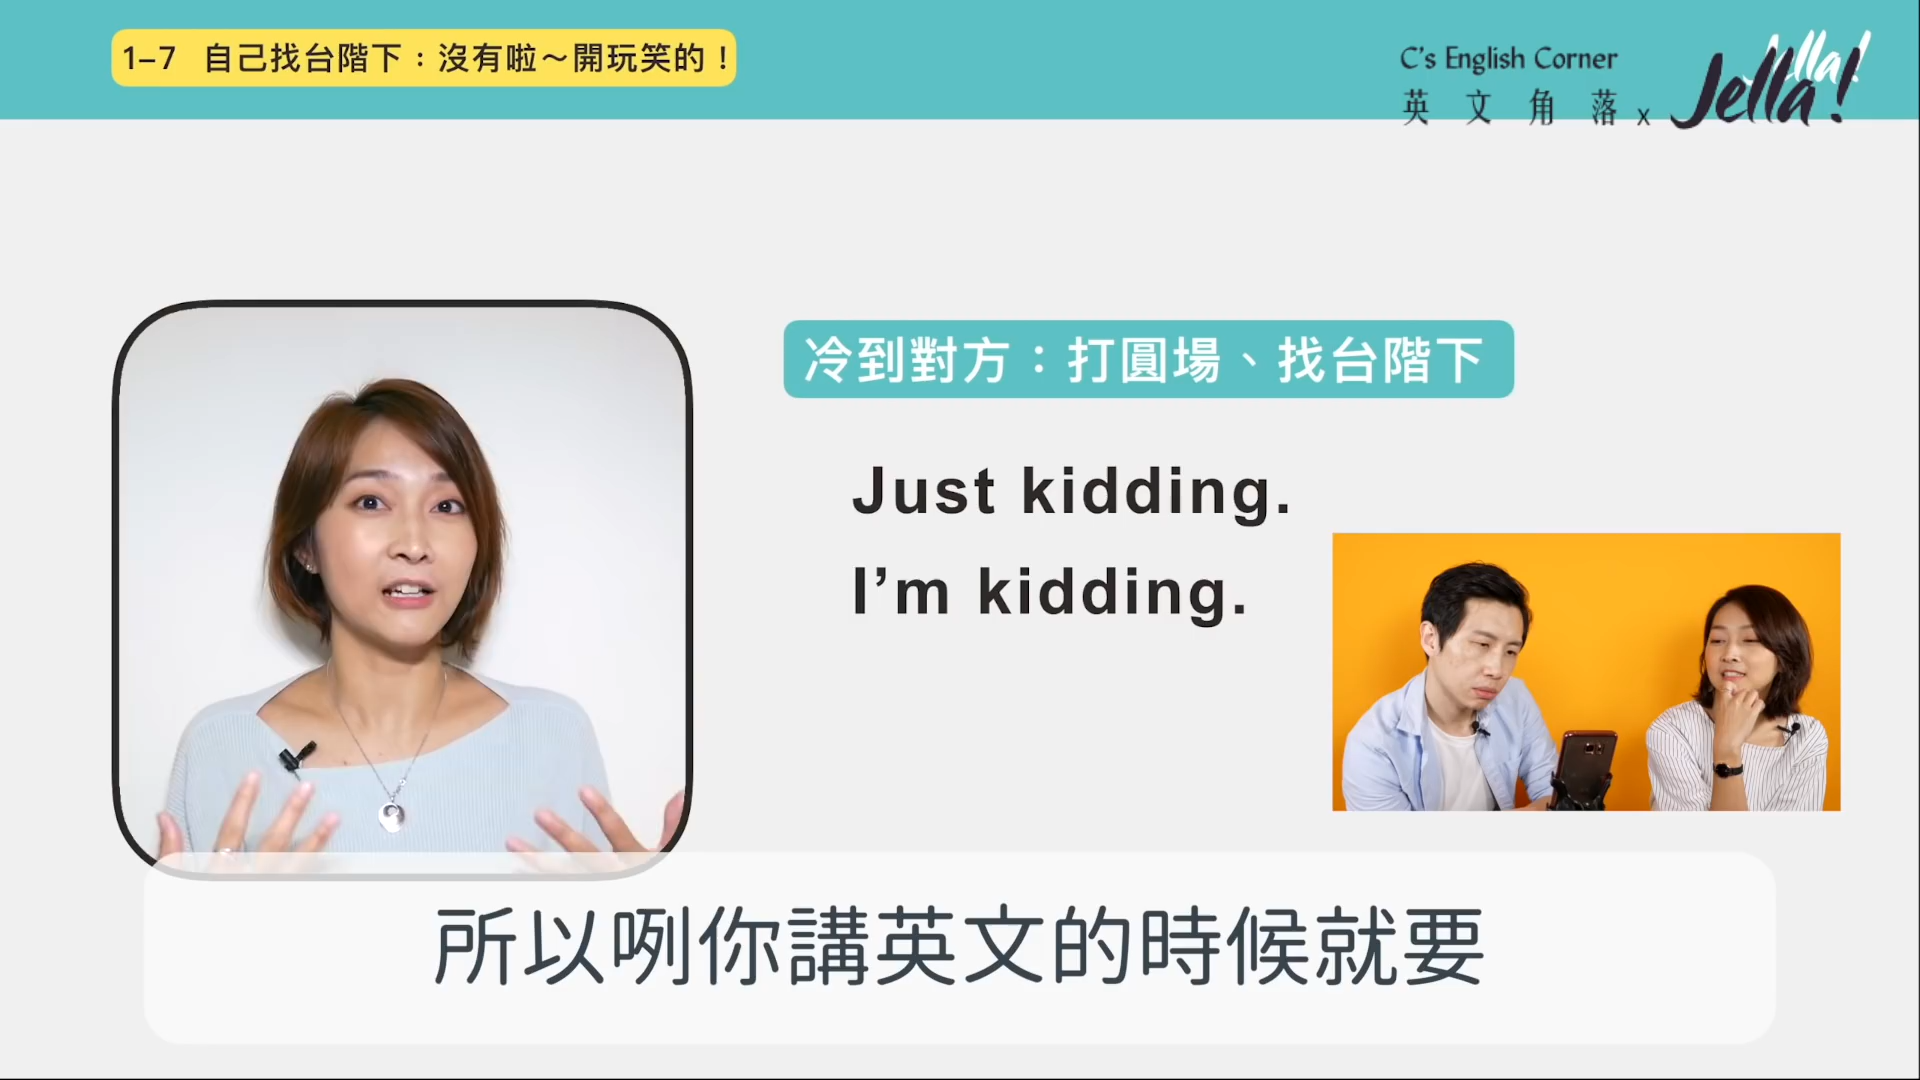 1-7 自己找台階下：沒有啦～開玩笑的！
C's English Corner
英文角落 x Jella!
Jella!
冷到對方：打圓場、找台階下
Just kidding.
I'm kidding.
所以咧你講英文的時候就要